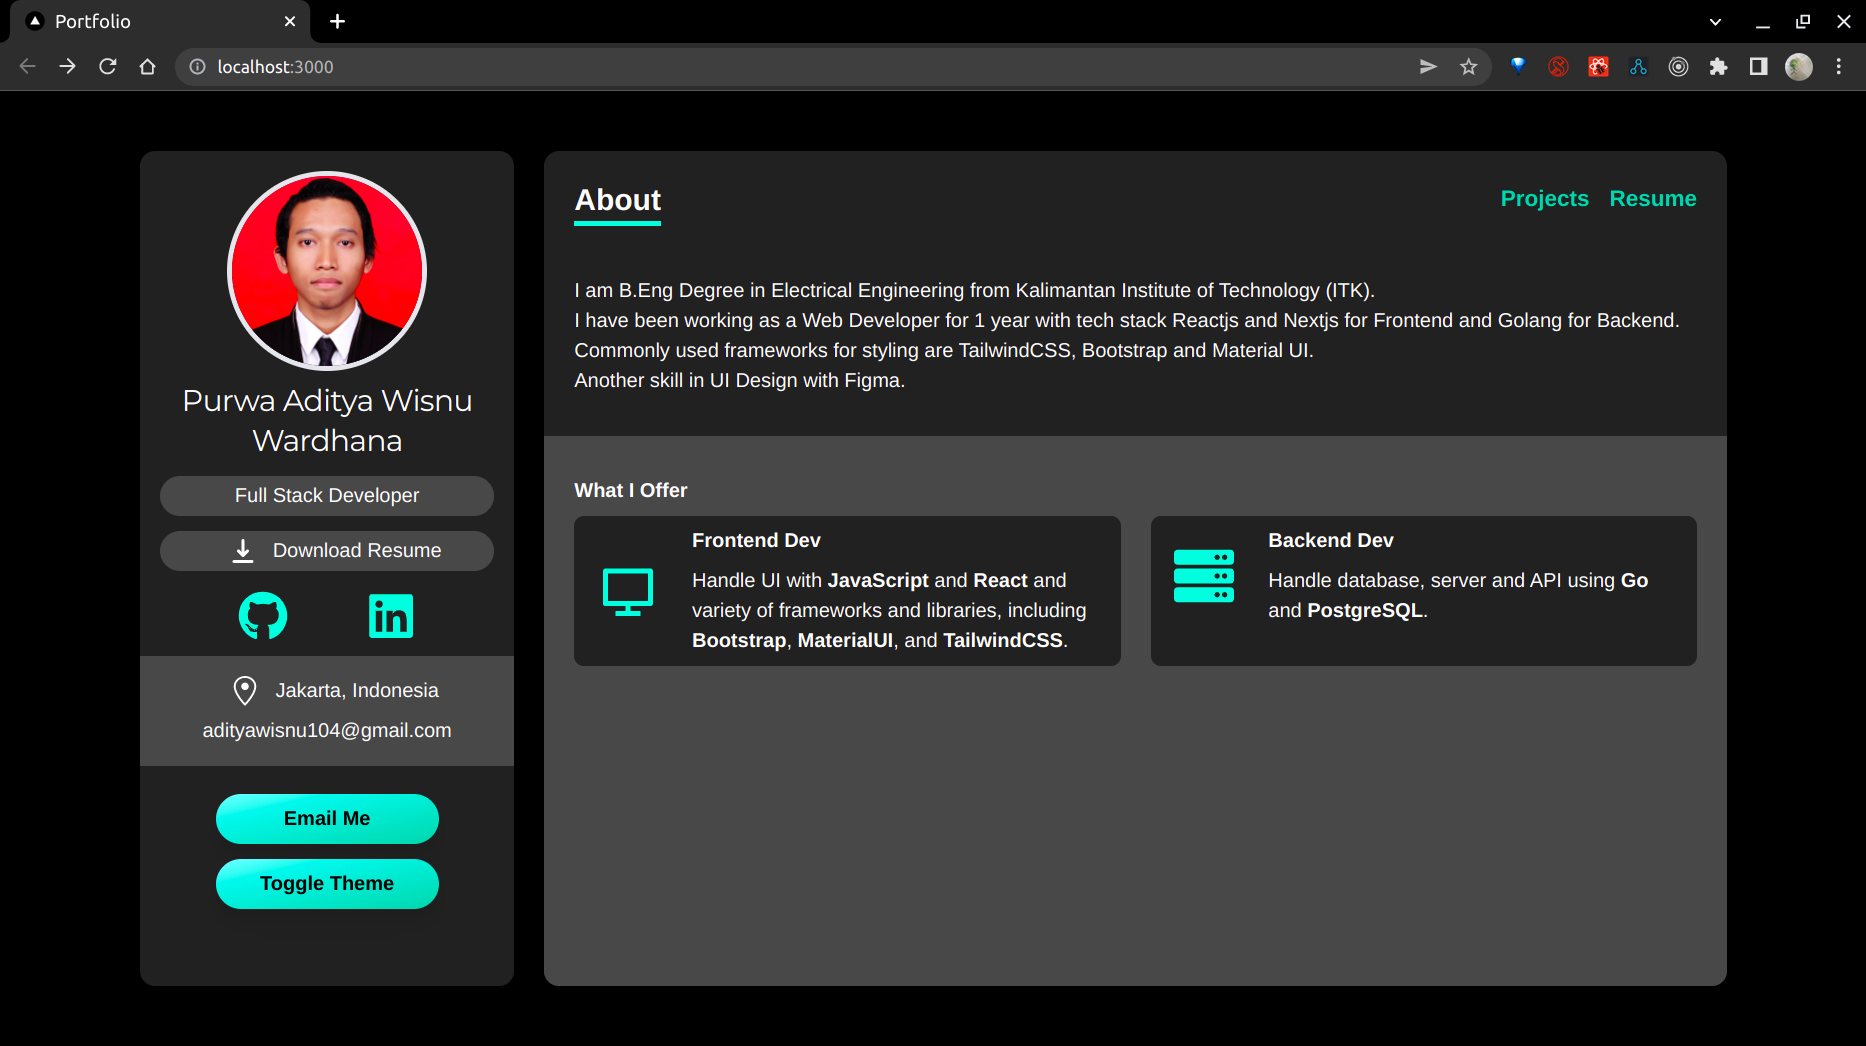 Portfolio
localhost:3000
Purwa Aditya Wisnu
Wardhana
Full Stack Developer
Download Resume
in
Jakarta, Indonesia
adityawisnu104@gmail.com
Email Me
Toggle Theme
About
Projects Resume
I am B.Eng Degree in Electrical Engineering from Kalimantan Institute of Technology (ITK).
I have been working as a Web Developer for 1 year with tech stack Reactjs and Nextjs for Frontend and Golang for Backend.
Commonly used frameworks for styling are TailwindCSS, Bootstrap and Material UI.
Another skill in UI Design with Figma.
What I Offer
Frontend Dev
Handle UI with JavaScript and React and
variety of frameworks and libraries, including
Bootstrap, MaterialUI, and TailwindCSS.
Backend Dev
Handle database, server and API using Go
and PostgreSQL.